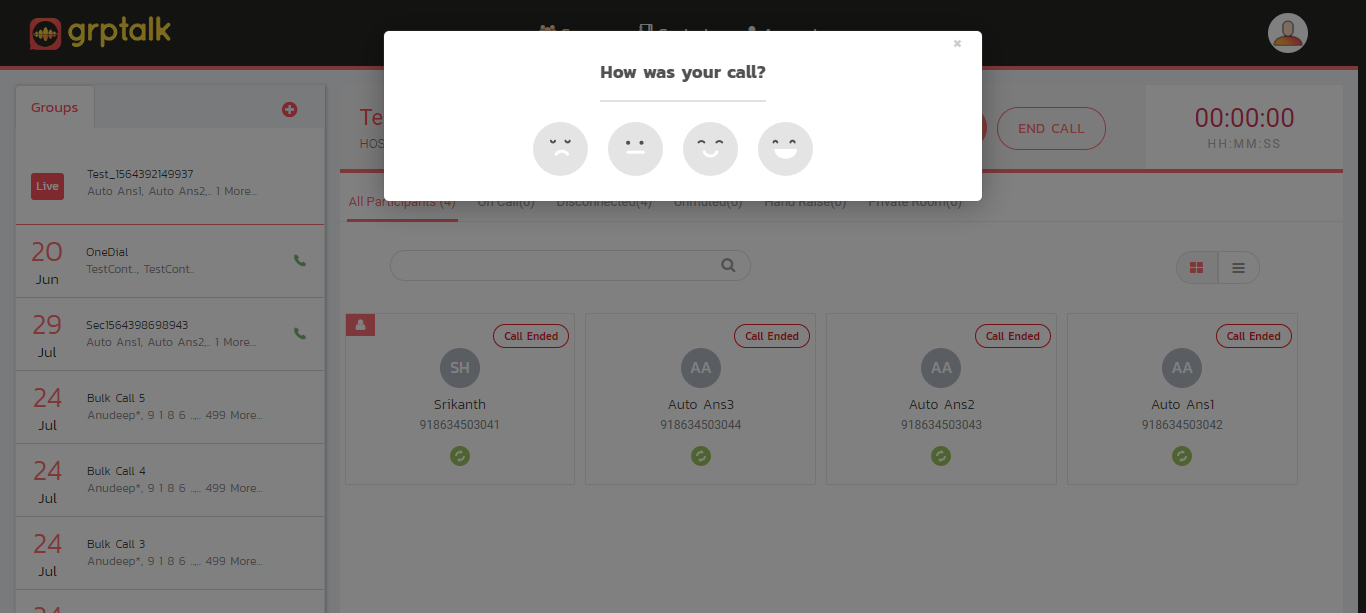 grptalk
How was your call?
×
Groups
END CALL
00:00:00
HH:MM:SS
Live
Test_1564392149937
Auto Ans1, Auto Ans2,.. 1 More...
All Participants (4)
On Call(0)
Disconnected(4)
Unmuted(0)
Hand Raise(0)
Private Room(0)
20
Jun
OneDial
TestCont.., TestCont..
29
Jul
Sec1564398698943
Auto Ans1, Auto Ans2,.. 1 More...
24
Jul
Bulk Call 5
Anudeep*, 9 1 8 6 ..,.. 499 More...
24
Jul
Bulk Call 4
Anudeep*, 9 1 8 6 ..,.. 499 More...
24
Jul
Bulk Call 3
Anudeep*, 9 1 8 6 ..,.. 499 More...
24
Call Ended
SH
Srikanth
918634503041
Call Ended
AA
Auto Ans3
918634503044
Call Ended
AA
Auto Ans2
918634503043
Call Ended
AA
Auto Ans1
918634503042